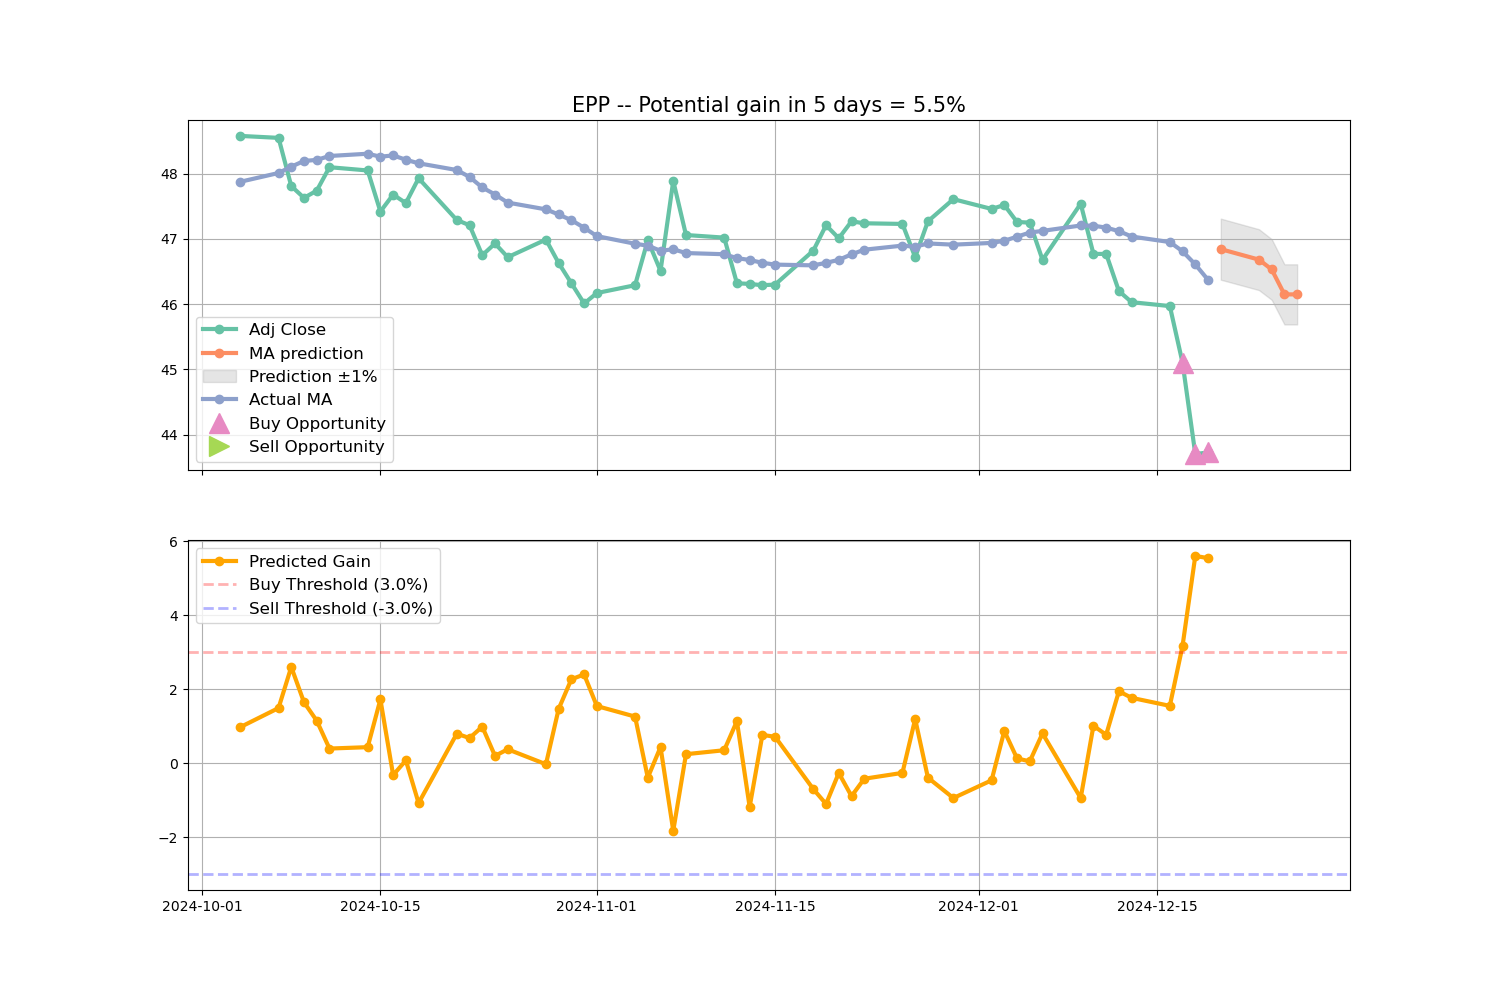 EPP -- Potential gain in 5 days = 5.5%
48
47
46
45
44
Adj Close
MA prediction
Prediction ±1%
Actual MA
Buy Opportunity
Sell Opportunity
6
4
2
0
−2
Predicted Gain
Buy Threshold (3.0%)
Sell Threshold (-3.0%)
2024-10-01 2024-10-15 2024-11-01 2024-11-15 2024-12-01 2024-12-15